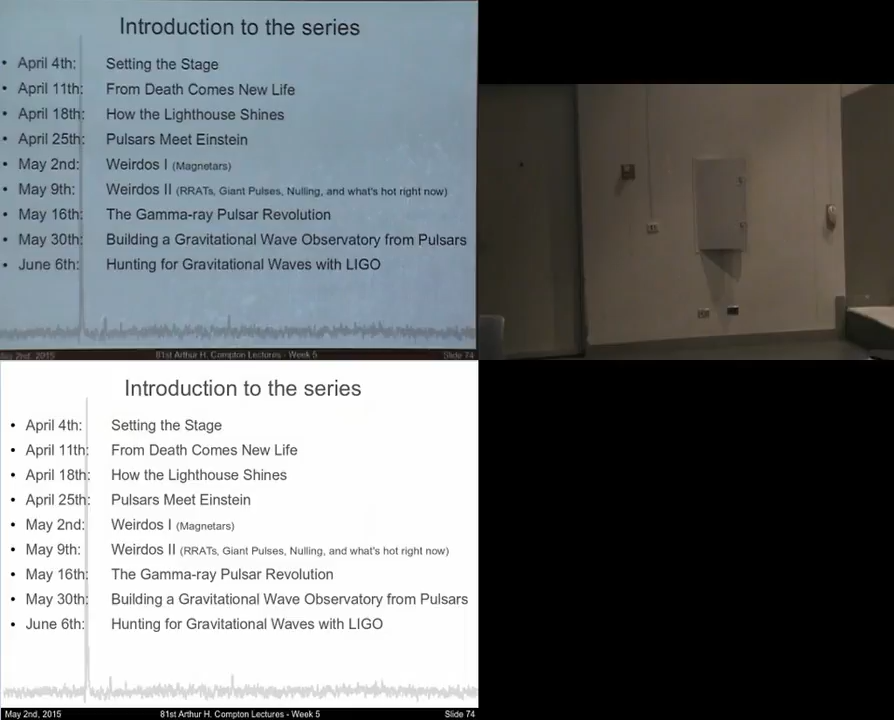 Introduction to the series
• April 4th: Setting the Stage
• April 11th: From Death Comes New Life
• April 18th: How the Lighthouse Shines
• April 25th: Pulsars Meet Einstein
• May 2nd: Weirdos I (Magnetars)
• May 9th: Weirdos II (RRATs, Giant Pulses, Nulling, and what's hot right now)
• May 16th: The Gamma-ray Pulsar Revolution
• May 30th: Building a Gravitational Wave Observatory from Pulsars
• June 6th: Hunting for Gravitational Waves with LIGO
2nd, 2015 81st Arthur H. Compton Lectures - Week 5 Slide 74
Introduction to the series
• April 4th: Setting the Stage
• April 11th: From Death Comes New Life
• April 18th: How the Lighthouse Shines
• April 25th: Pulsars Meet Einstein
• May 2nd: Weirdos I (Magnetars)
• May 9th: Weirdos II (RRATs, Giant Pulses, Nulling, and what's hot right now)
• May 16th: The Gamma-ray Pulsar Revolution
• May 30th: Building a Gravitational Wave Observatory from Pulsars
• June 6th: Hunting for Gravitational Waves with LIGO
May 2nd, 2015 81st Arthur H. Compton Lectures - Week 5 Slide 74